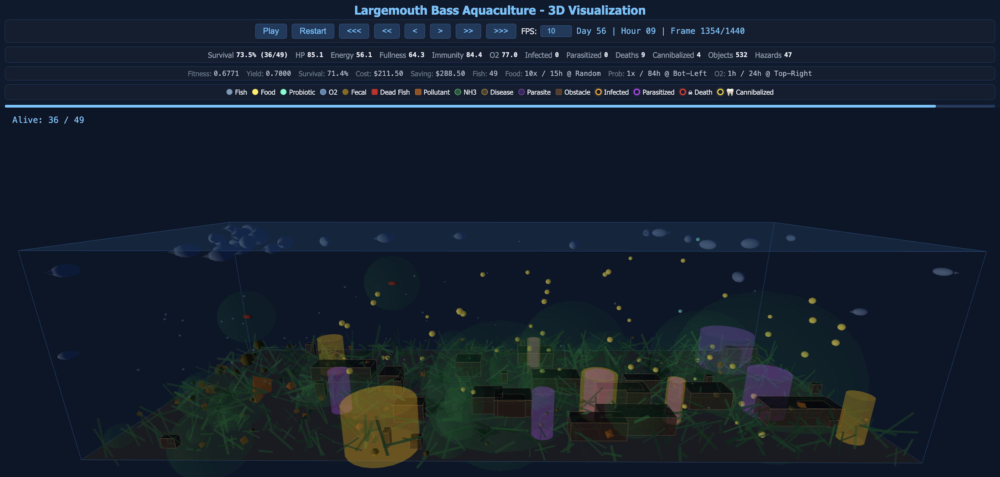 Largemouth Bass Aquaculture - 3D Visualization
Play Restart <<< << < > >> >>> FPS: 10 Day 56 | Hour 09 | Frame 1354/1440
Survival 73.5% (36/49) HP 85.1 Energy 56.1 Fullness 64.3 Immunity 84.4 O2 77.0 Infected 0 Parasitized 0 Deaths 9 Cannibalized 4 Objects 532 Hazards 47
Fitness: 0.6771 Yield: 0.7000 Survival: 71.4% Cost: $211.50 Saving: $288.50 Fish: 49 Food: 10x / 15h @ Random Prob: 1x / 84h @ Bot-Left O2: 1h / 24h @ Top-Right
Fish Food Probiotic O2 Fecal Dead Fish Pollutant NH3 Disease Parasite Obstacle Infected Parasitized ☠ Death 🦷 Cannibalized
Alive: 36 / 49